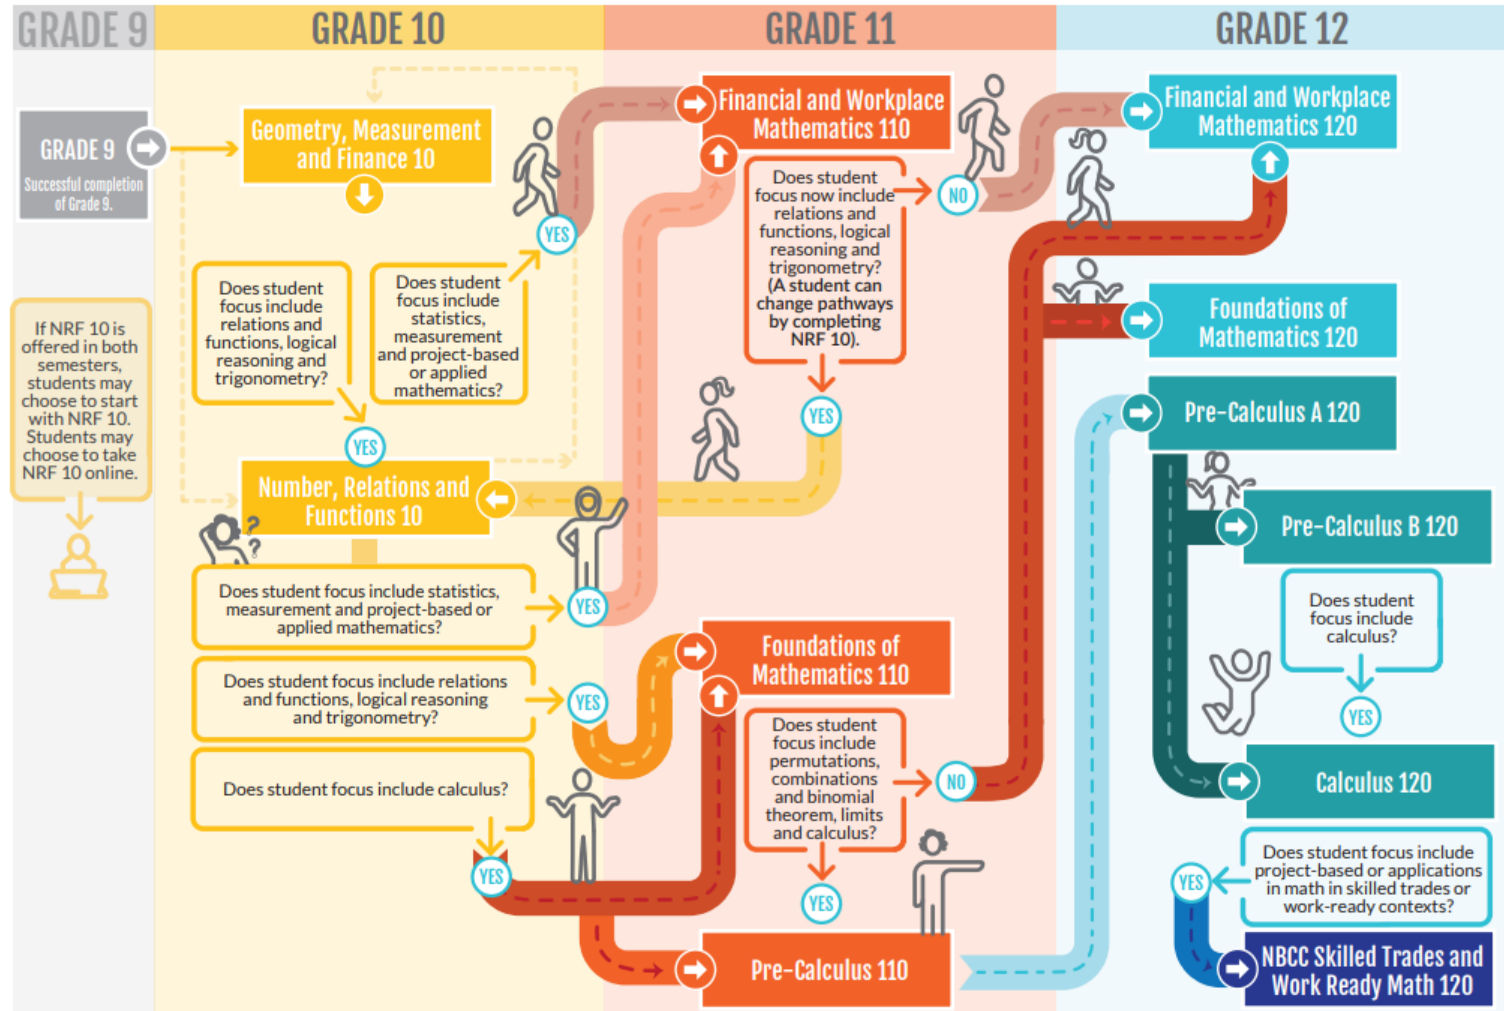 GRADE 9
GRADE 10
GRADE 11
GRADE 12
GRADE 9
Successful completion
of Grade 9.
If NRF 10 is
offered in both
semesters,
students may
choose to start
with NRF 10.
Students may
choose to take
NRF 10 online.
Geometry, Measurement
and Finance 10
Does student
focus include
relations and
functions, logical
reasoning and
trigonometry?
Does student
focus include
statistics,
measurement
and project-based
or applied
mathematics?
YES
YES
Number, Relations and
Functions 10
? ?
Does student focus include statistics,
measurement and project-based or
applied mathematics?
YES
Does student focus include relations
and functions, logical reasoning
and trigonometry?
YES
Does student focus include calculus?
YES
Financial and Workplace
Mathematics 110
Does student
focus now include
relations and
functions, logical
reasoning and
trigonometry?
(A student can
change pathways
by completing
NRF 10).
NO
YES
Foundations of
Mathematics 110
Does student
focus include
permutations,
combinations
and binomial
theorem, limits
and calculus?
NO
YES
Pre-Calculus 110
Financial and Workplace
Mathematics 120
Foundations of
Mathematics 120
Pre-Calculus A 120
Pre-Calculus B 120
Does student
focus include
calculus?
YES
Calculus 120
Does student focus include
project-based or applications
in math in skilled trades or
work-ready contexts?
YES
NBCC Skilled Trades and
Work Ready Math 120